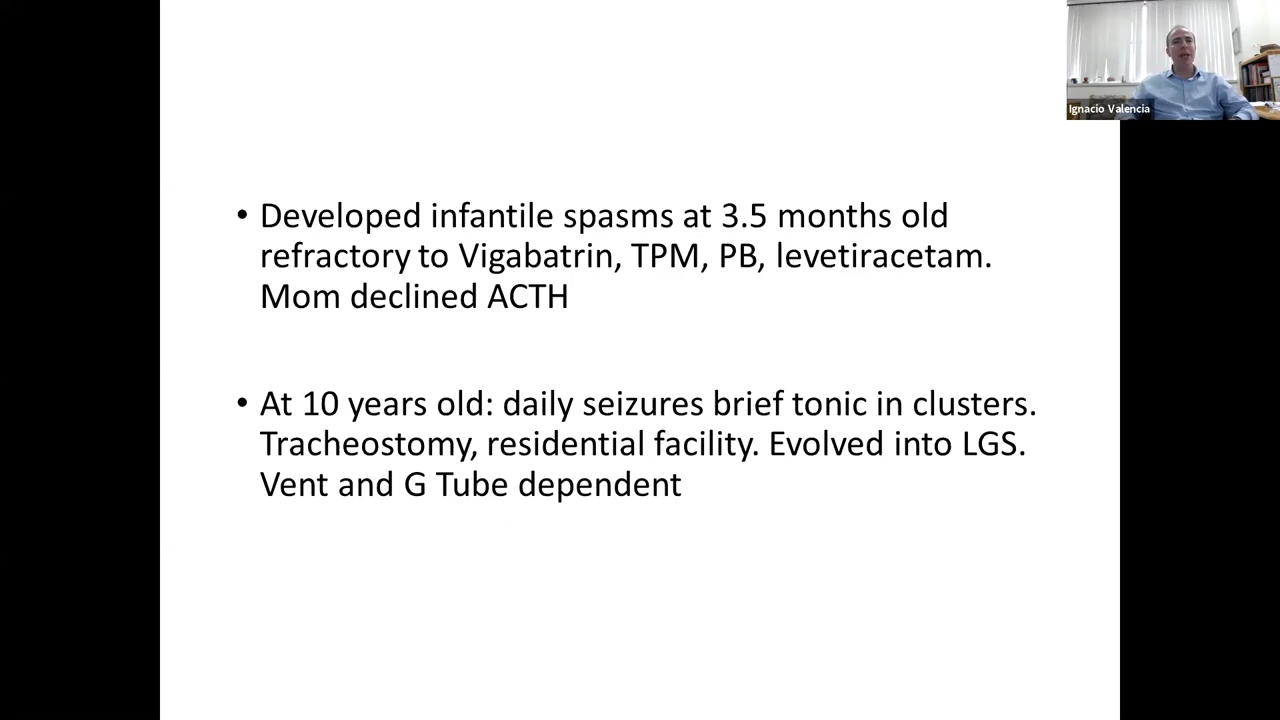 Ignacio Valencia
• Developed infantile spasms at 3.5 months old
refractory to Vigabatrin, TPM, PB, levetiracetam.
Mom declined ACTH
• At 10 years old: daily seizures brief tonic in clusters.
Tracheostomy, residential facility. Evolved into LGS.
Vent and G Tube dependent